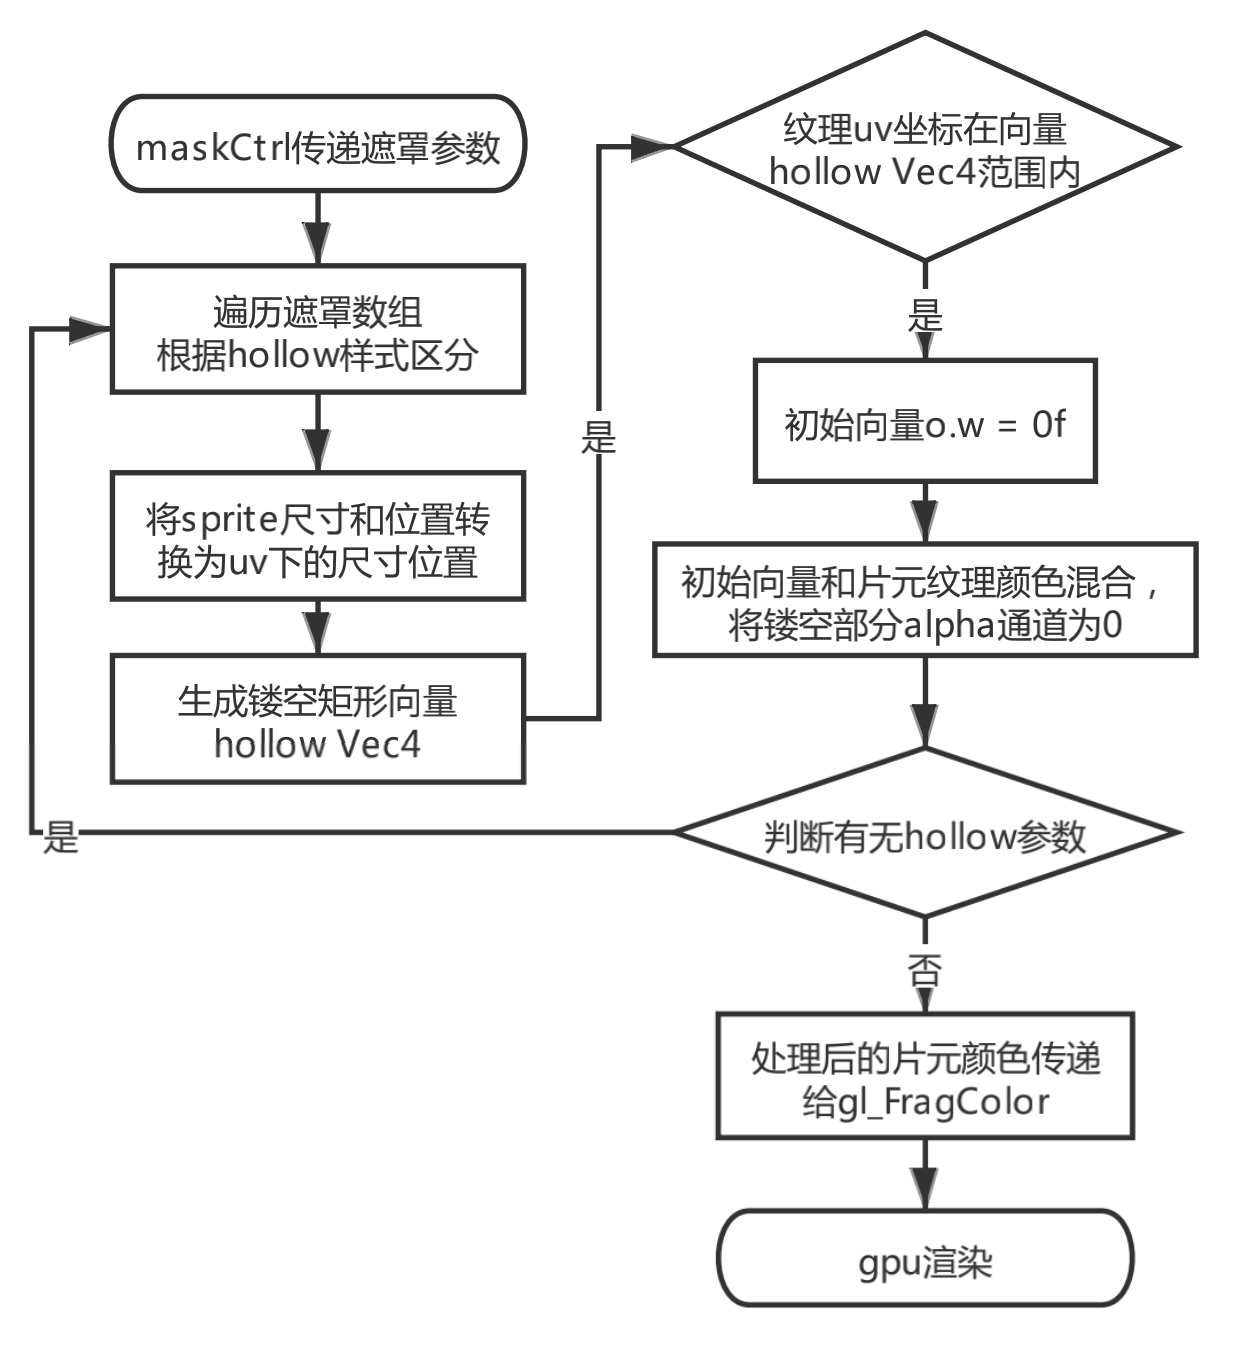 maskCtrl传递遮罩参数
遍历遮罩数组
根据hollow样式区分
将sprite尺寸和位置转
换为uv下的尺寸位置
生成镂空矩形向量
hollow Vec4
是
纹理uv坐标在向量
hollow Vec4范围内
是
初始向量o.w = 0f
初始向量和片元纹理颜色混合，
将镂空部分alpha通道为0
判断有无hollow参数
是
否
处理后的片元颜色传递
给gl_FragColor
gpu渲染